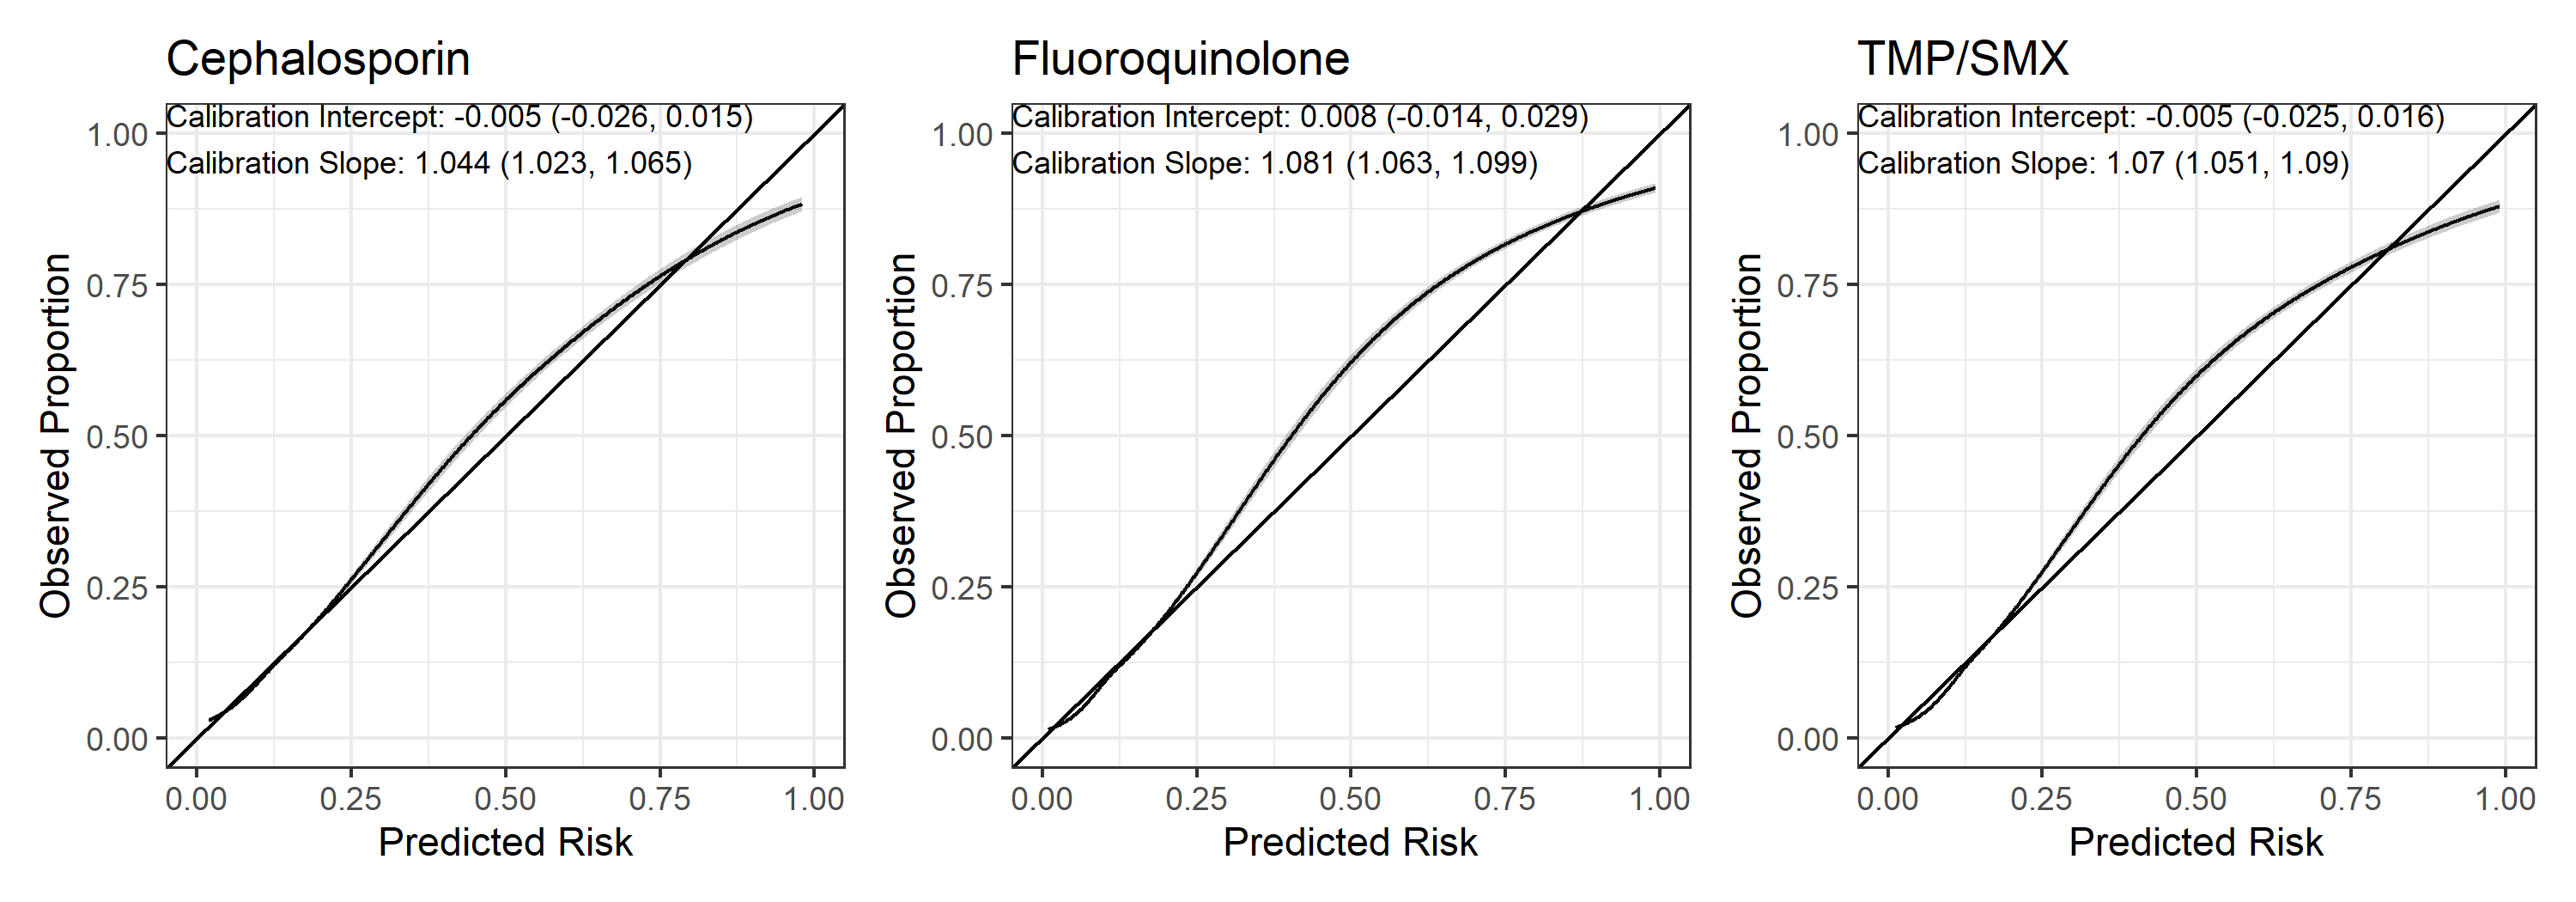 Cephalosporin
Calibration Intercept: -0.005 (-0.026, 0.015)
Calibration Slope: 1.044 (1.023, 1.065)
1.00
0.75
0.50
0.25
0.00
Observed Proportion
0.00 0.25 0.50 0.75 1.00
Predicted Risk
Fluoroquinolone
Calibration Intercept: 0.008 (-0.014, 0.029)
Calibration Slope: 1.081 (1.063, 1.099)
1.00
0.75
0.50
0.25
0.00
Observed Proportion
0.00 0.25 0.50 0.75 1.00
Predicted Risk
TMP/SMX
Calibration Intercept: -0.005 (-0.025, 0.016)
Calibration Slope: 1.07 (1.051, 1.09)
1.00
0.75
0.50
0.25
0.00
Observed Proportion
0.00 0.25 0.50 0.75 1.00
Predicted Risk